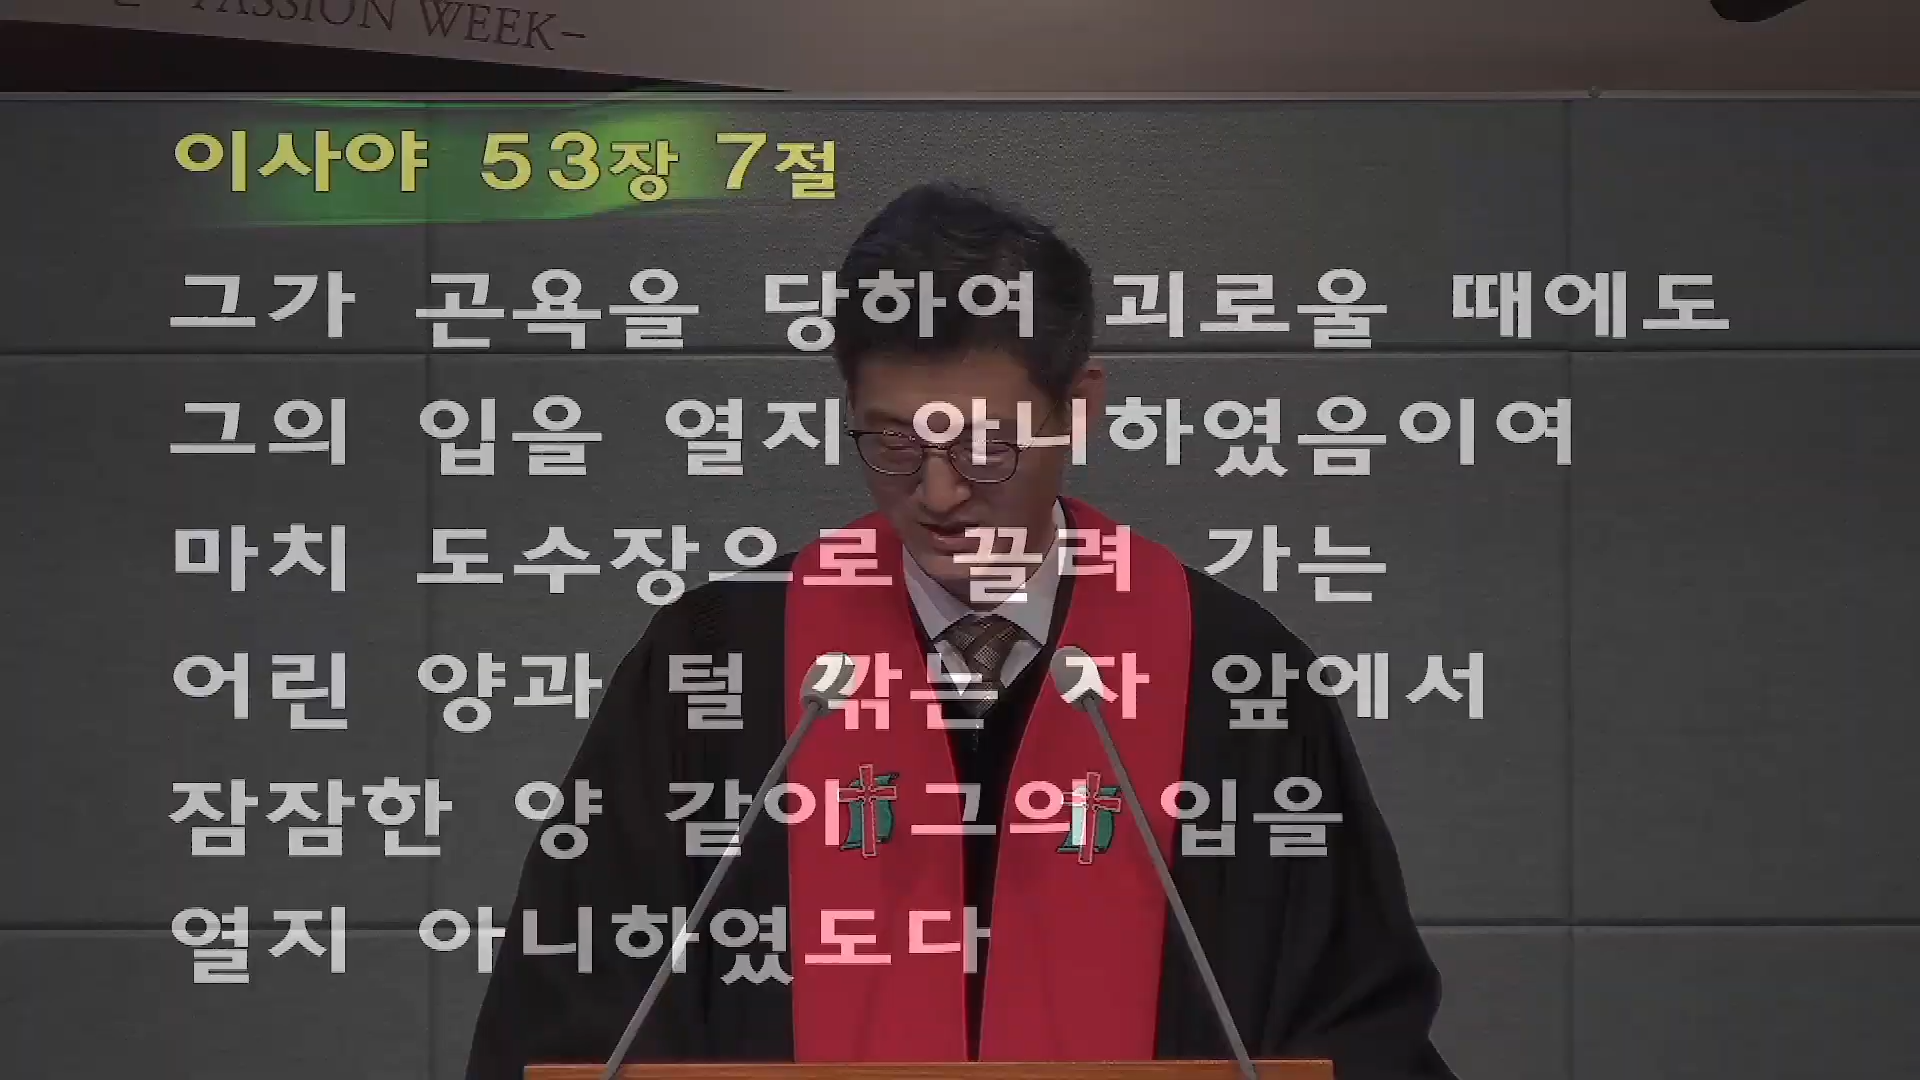 PASSION WEEK-
이사야 53장 7절
그가 곤욕을 당하여 괴로울 때에도
그의 입을 열지 아니하였음이여
마치 도수장으로 끌려 가는
어린 양과 털 깎는 자 앞에서
잠잠한 양 같이 그의 입을
열지 아니하였도다